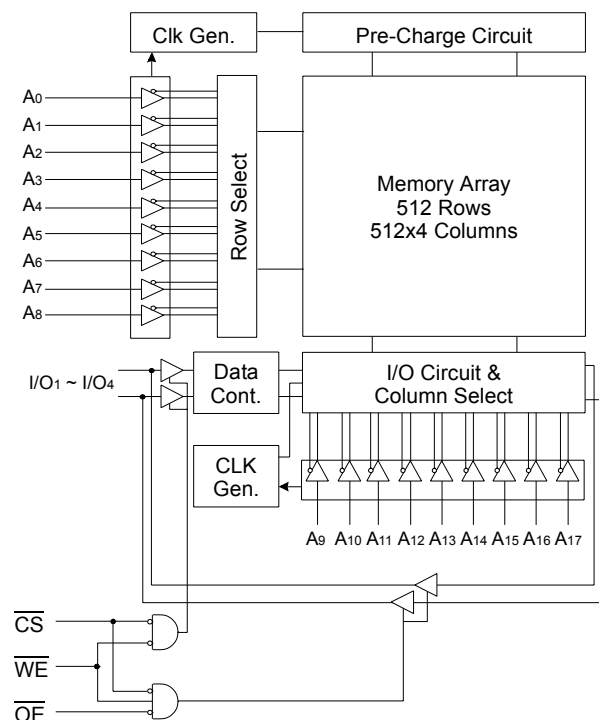 Clk Gen.
Pre-Charge Circuit
A0
A1
A2
A3
A4
A5
A6
A7
A8
Row Select
Memory Array
512 Rows
512x4 Columns
I/O1 ~ I/O4
Data
Cont.
I/O Circuit &
Column Select
CLK
Gen.
A9 A10 A11 A12 A13 A14 A15 A16 A17
CS
WE
OE